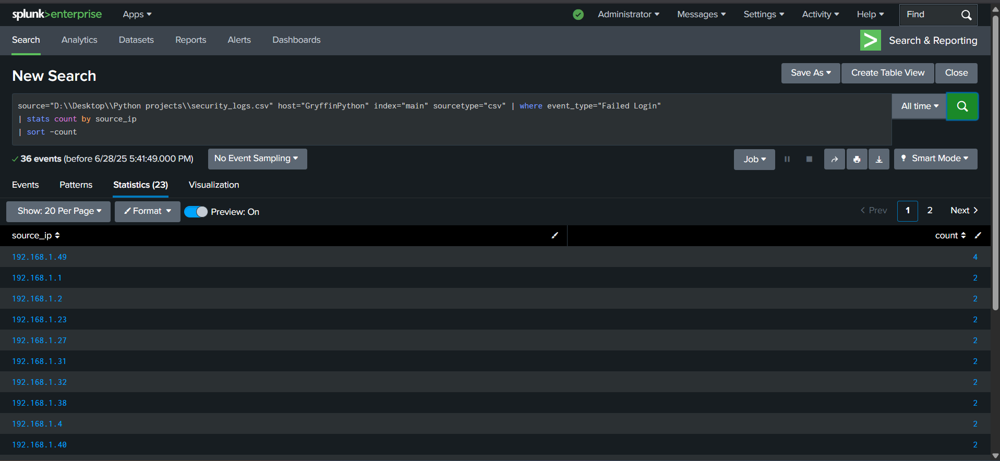 splunk>enterprise Apps Administrator Messages Settings Activity Help Find
Search Analytics Datasets Reports Alerts Dashboards Search & Reporting
New Search Save As Create Table View Close
source="D:\\Desktop\\Python projects\\security_logs.csv" host="GryffinPython" index="main" sourcetype="csv" | where event_type="Failed Login" All time
| stats count by source_ip
| sort -count
36 events (before 6/28/25 5:41:49.000 PM) No Event Sampling Job Smart Mode
Events Patterns Statistics (23) Visualization
Show: 20 Per Page Format Preview: On < Prev 1 2 Next >
source_ip count
192.168.1.49 4
192.168.1.1 2
192.168.1.2 2
192.168.1.23 2
192.168.1.27 2
192.168.1.31 2
192.168.1.32 2
192.168.1.38 2
192.168.1.4 2
192.168.1.40 2